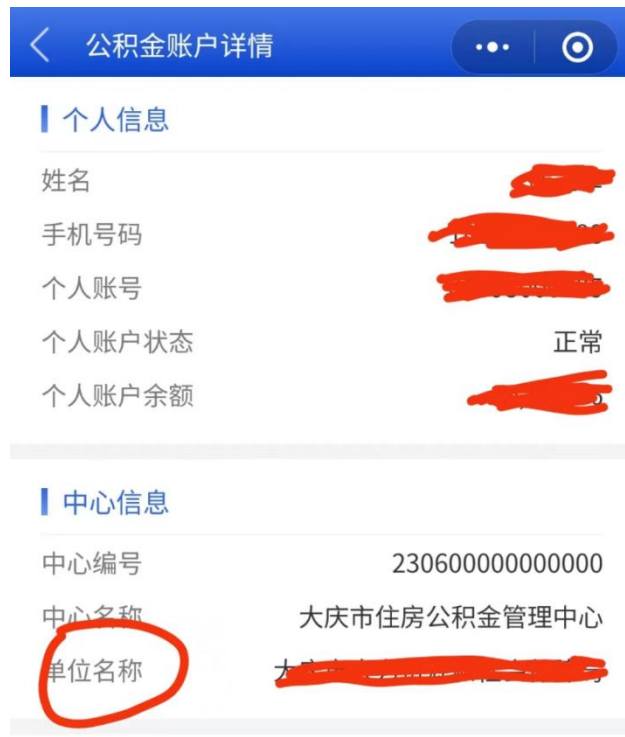 公积金账户详情
个人信息
姓名
手机号码
个人账号
个人账户状态 正常
个人账户余额
中心信息
中心编号 230600000000000
中心名称 大庆市住房公积金管理中心
单位名称